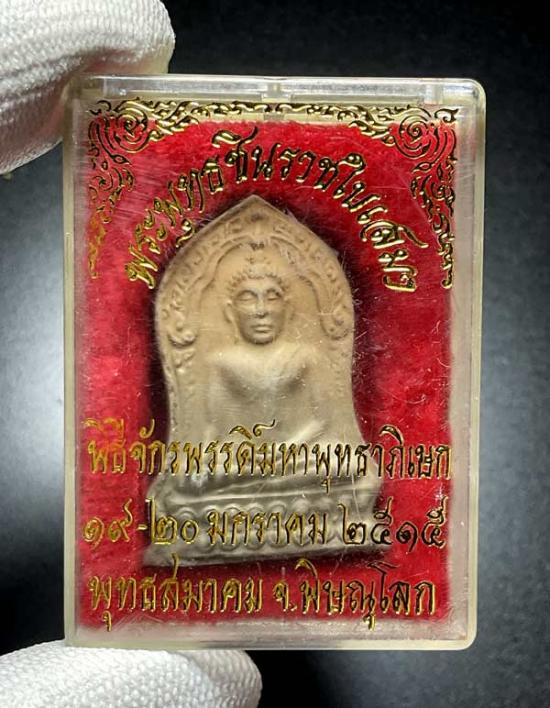 พระพุทธชินราชใบเสมา
พิธีจักรพรรดิ์มหาพุทธาภิเษก
๑๙-๒๐ มกราคม ๒๕๑๕
พุทธสมาคม จ.พิษณุโลก